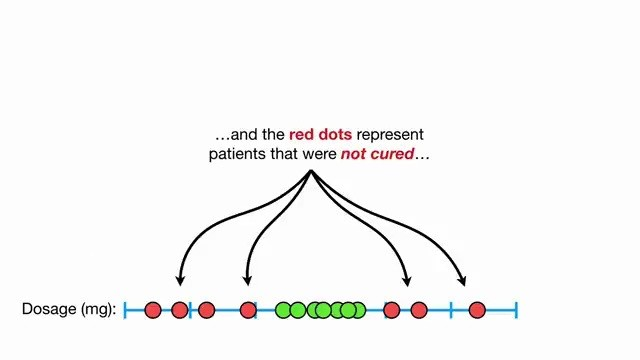 …and the red dots represent
patients that were not cured…
Dosage (mg):